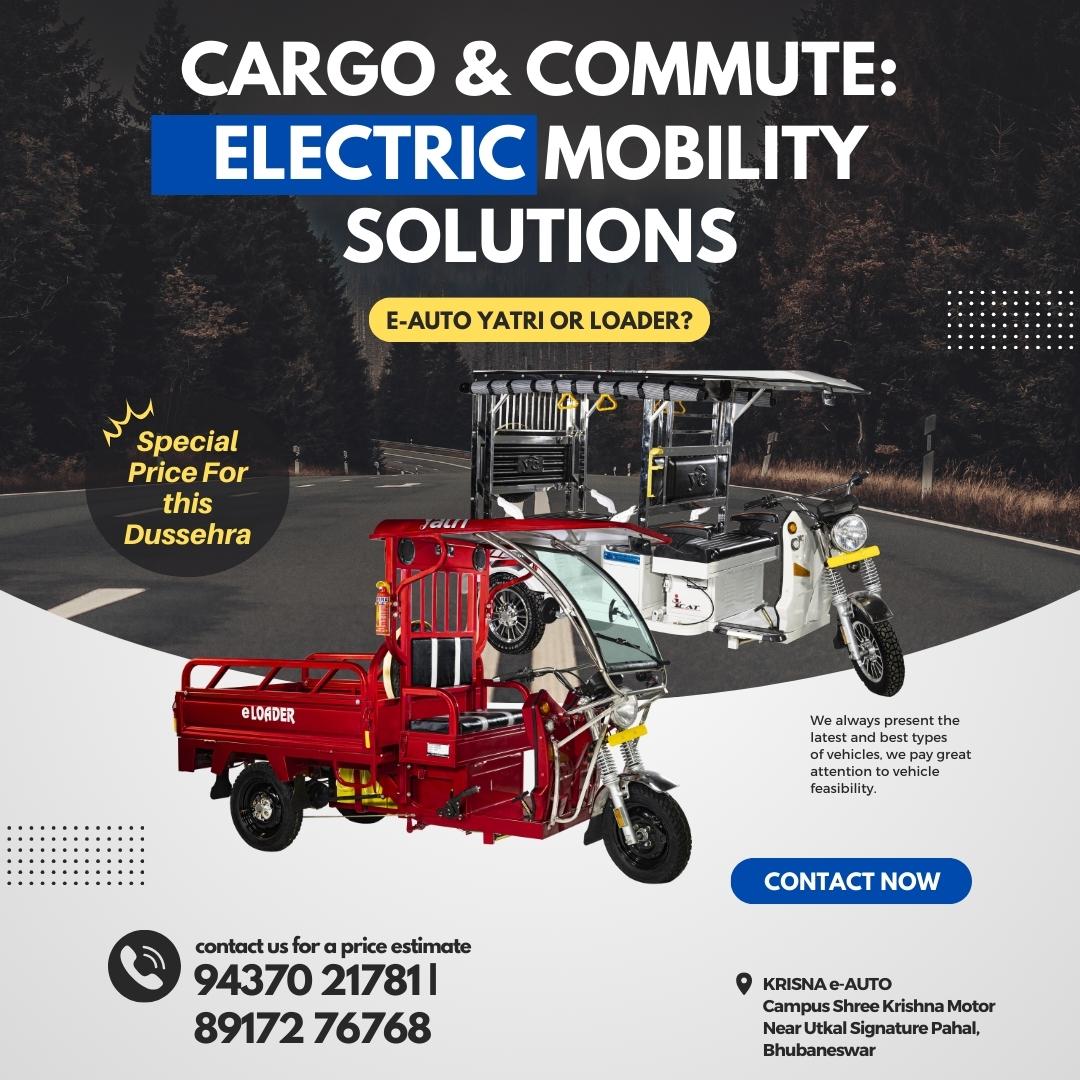 CARGO & COMMUTE:
ELECTRIC MOBILITY
SOLUTIONS
E-AUTO YATRI OR LOADER?
Special
Price For
this
Dussehra
yatri
eLOADER
iCAT
We always present the
latest and best types
of vehicles, we pay great
attention to vehicle
feasibility.
CONTACT NOW
contact us for a price estimate
94370 21781 |
89172 76768
KRISNA e-AUTO
Campus Shree Krishna Motor
Near Utkal Signature Pahal,
Bhubaneswar